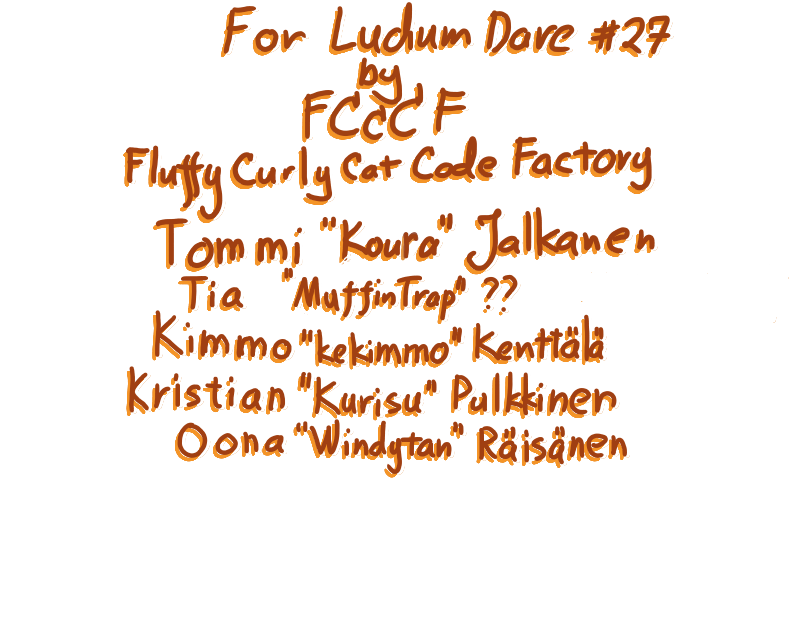 For Ludum Dare #27
by
FCcC'F
Fluffy Curly Cat Code Factory
Tommi "Koura" Jalkanen
Tia "MuffinTrap" ??
Kimmo "kekimmo" Kenttälä
Kristian "Kurisu" Pulkkinen
Oona "Windytan" Räisänen